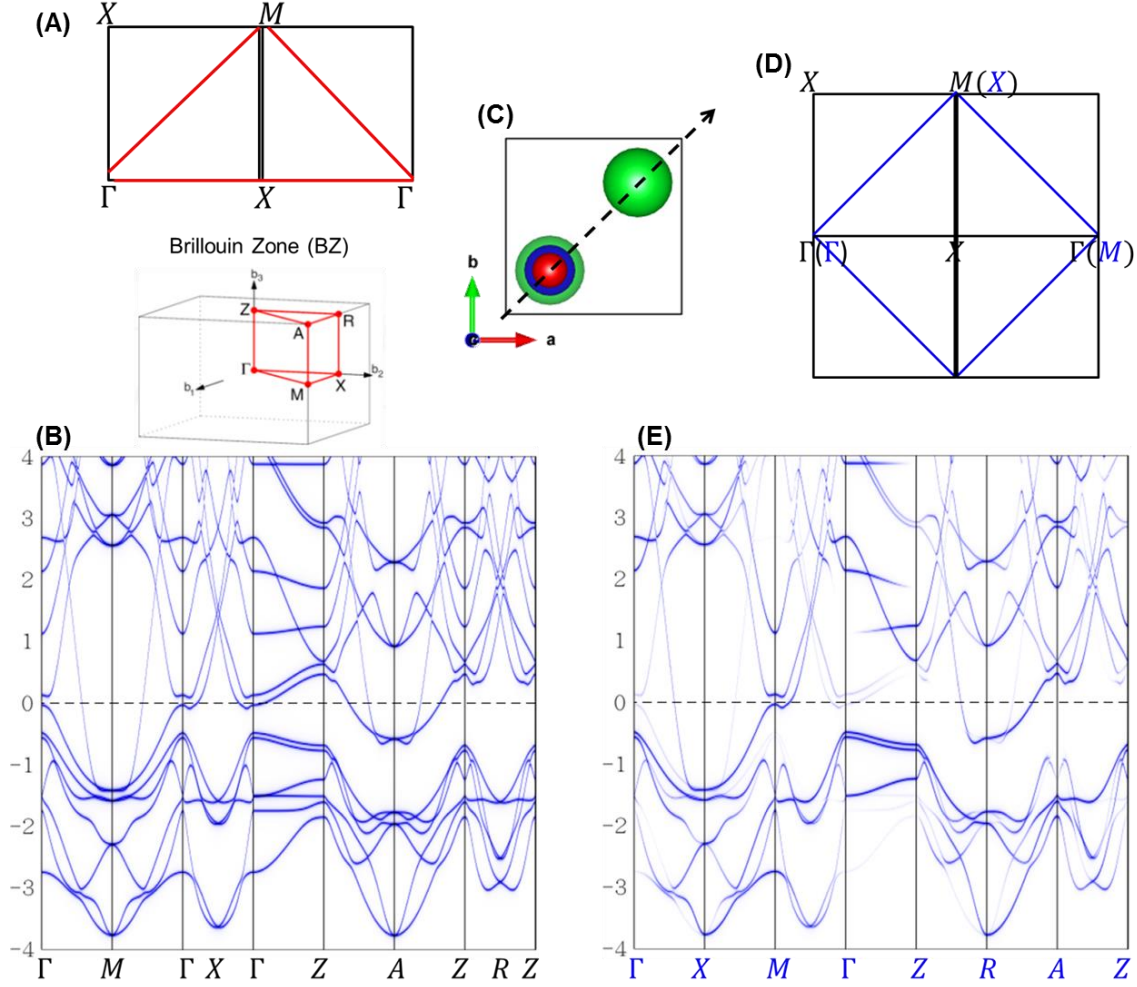 (A)
X M
Γ X Γ
Brillouin Zone (BZ)
b3
Z A R
Γ
b1 M X b2
(C)
b
c a
(D)
X M(X)
Γ(Γ) X Γ(M)
(B)
4
3
2
1
0
-1
-2
-3
-4
Γ M Γ X Γ Z A Z R Z
(E)
4
3
2
1
0
-1
-2
-3
-4
Γ X M Γ Z R A Z